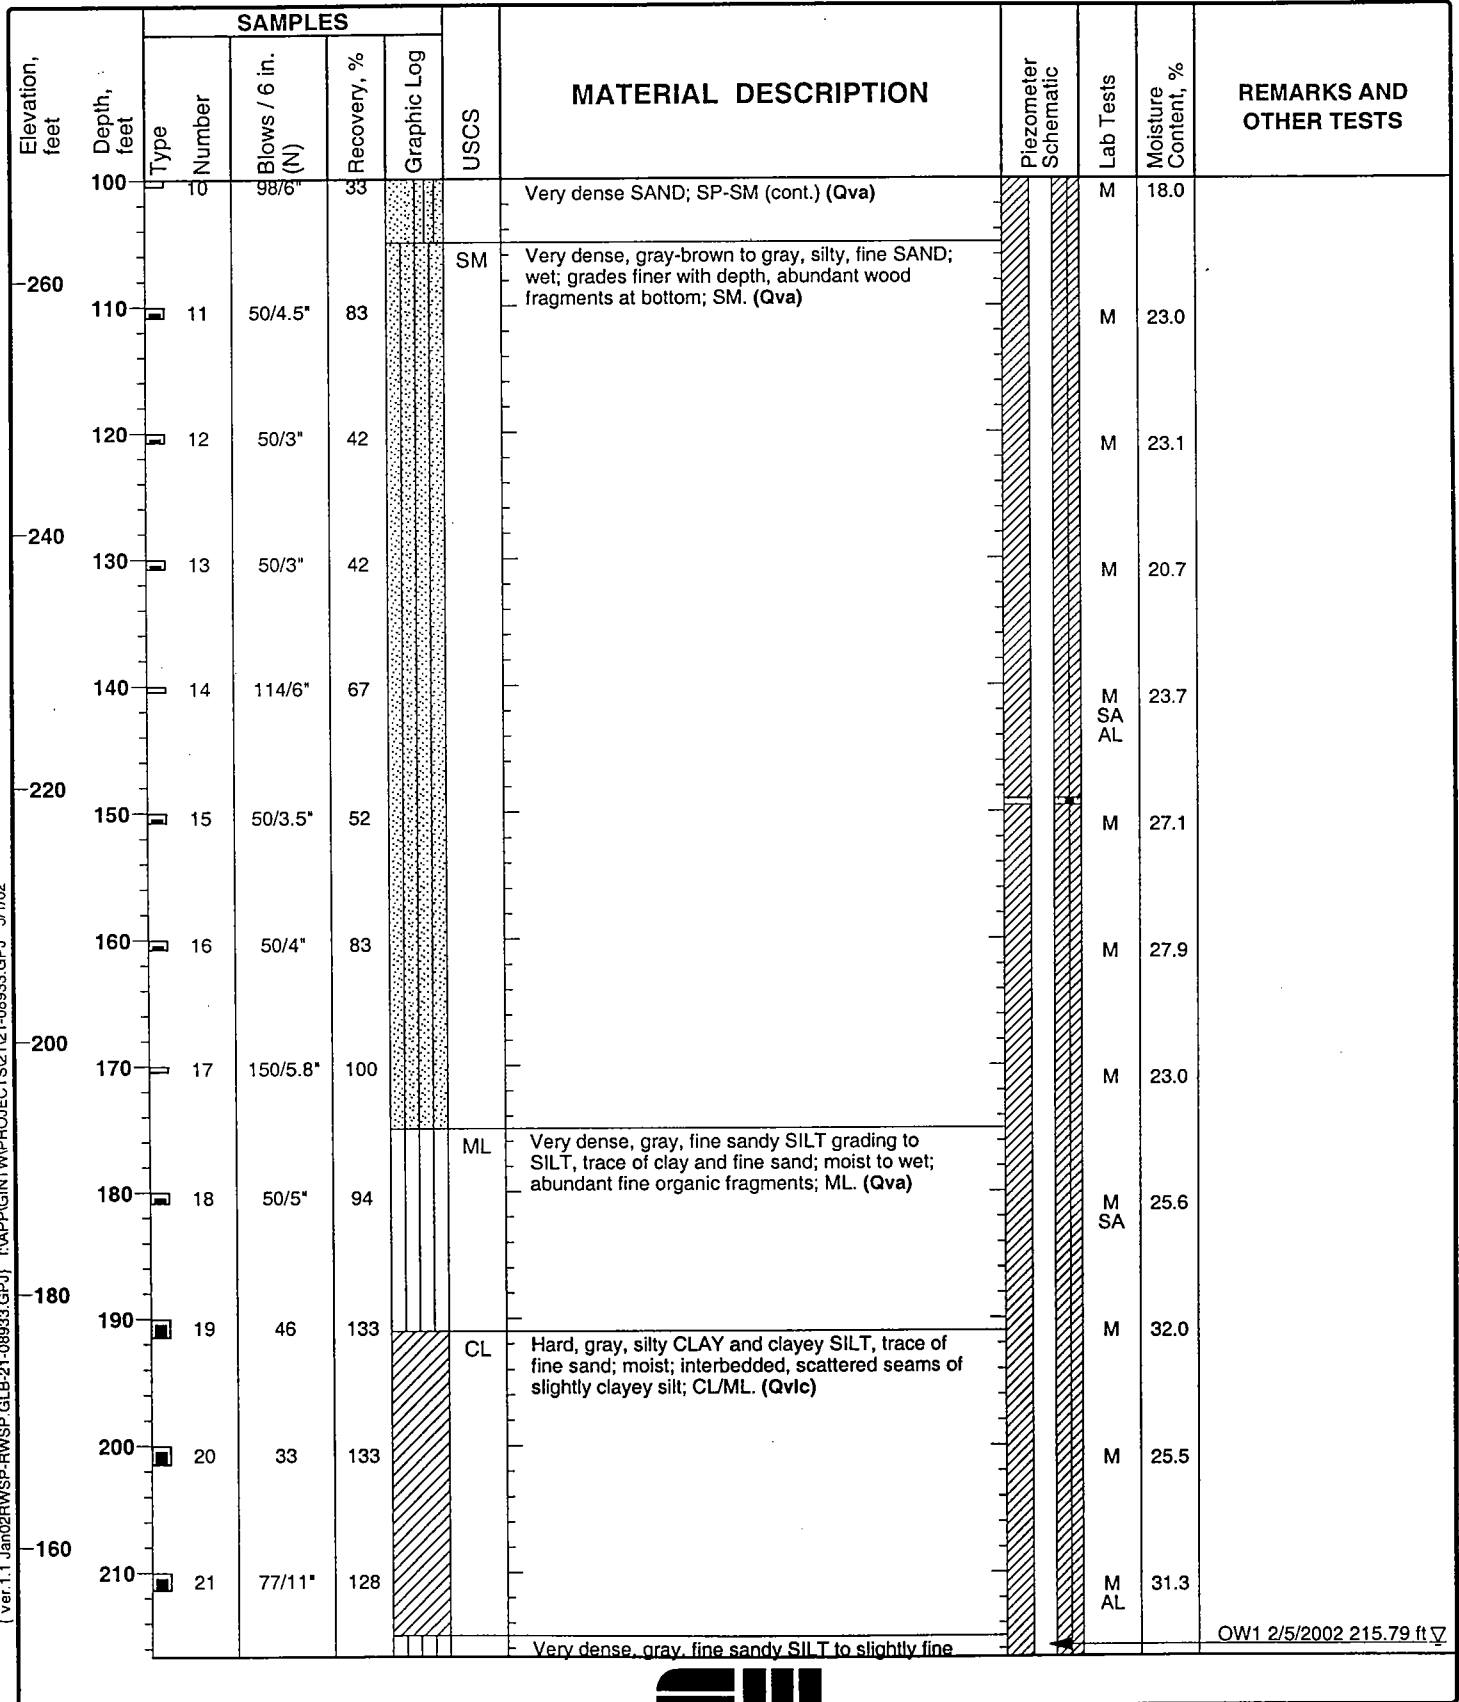 SAMPLES
Elevation, feet
Depth, feet
Type
Number
Blows / 6 in. (N)
Recovery, %
Graphic Log
USCS
MATERIAL DESCRIPTION
Piezometer Schematic
Lab Tests
Moisture Content, %
REMARKS AND OTHER TESTS
100 10 98/6" 33 Very dense SAND; SP-SM (cont.) (Qva) M 18.0
SM Very dense, gray-brown to gray, silty, fine SAND;
wet; grades finer with depth, abundant wood
fragments at bottom; SM. (Qva)
260
110 11 50/4.5" 83 M 23.0
120 12 50/3" 42 M 23.1
240
130 13 50/3" 42 M 20.7
140 14 114/6" 67 M 23.7
SA
AL
220
150 15 50/3.5" 52 M 27.1
160 16 50/4" 83 M 27.9
200
170 17 150/5.8" 100 M 23.0
ML Very dense, gray, fine sandy SILT grading to
SILT, trace of clay and fine sand; moist to wet;
abundant fine organic fragments; ML. (Qva)
180 18 50/5" 94 M 25.6
SA
180
190 19 46 133 M 32.0
CL Hard, gray, silty CLAY and clayey SILT, trace of
fine sand; moist; interbedded, scattered seams of
slightly clayey silt; CL/ML. (Qvlc)
200 20 33 133 M 25.5
160
210 21 77/11" 128 M 31.3
AL
OW1 2/5/2002 215.79 ft
Very dense, gray, fine sandy SILT to slightly fine